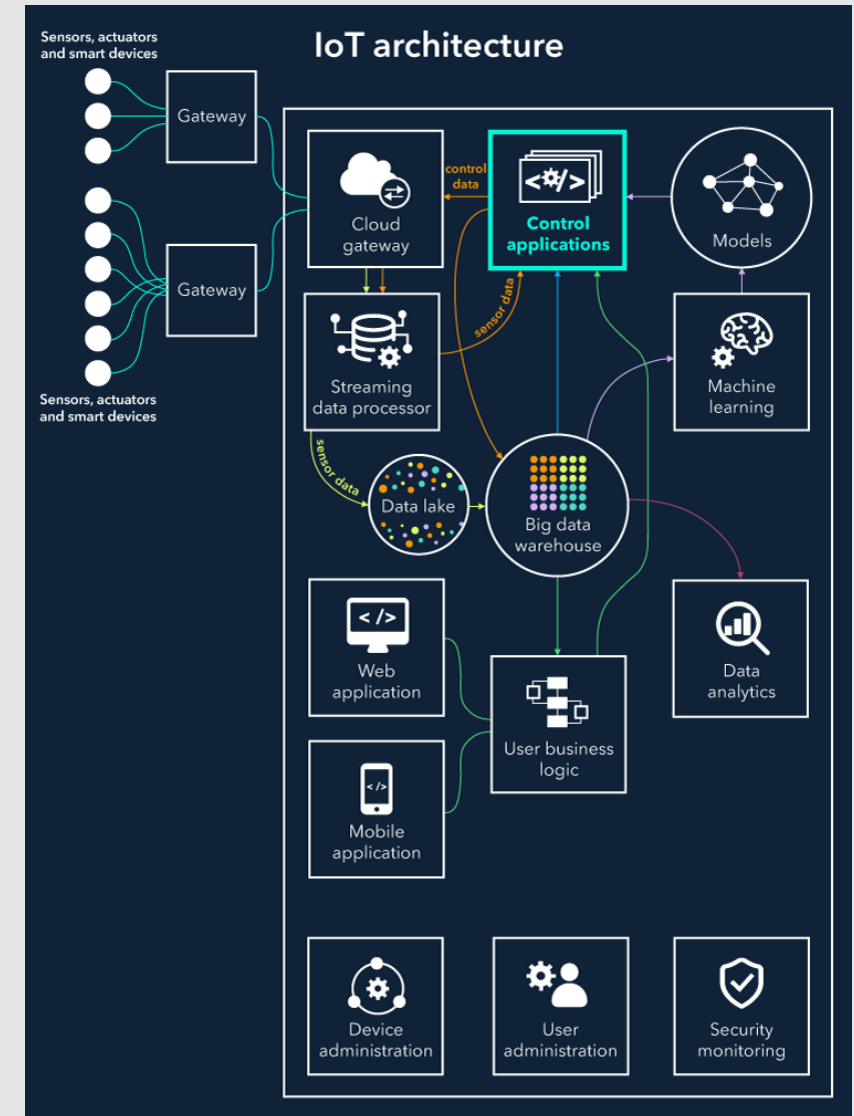 IoT architecture
Sensors, actuators
and smart devices
Gateway
Gateway
Sensors, actuators
and smart devices
Cloud
gateway
control
data
</>
Control
applications
Models
Streaming
data processor
sensor data
Machine
learning
sensor data
Data lake
Big data
warehouse
</>
Web
application
User business
logic
Data
analytics
</>
Mobile
application
Device
administration
User
administration
Security
monitoring